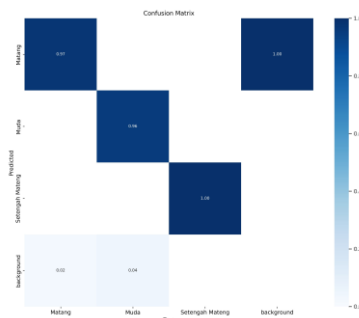 Confusion Matrix
Matang
0.97
1.00
Muda
0.96
Predicted
Setengah Mateng
1.00
background
0.02
0.04
Matang
Muda
Setengah Mateng
background